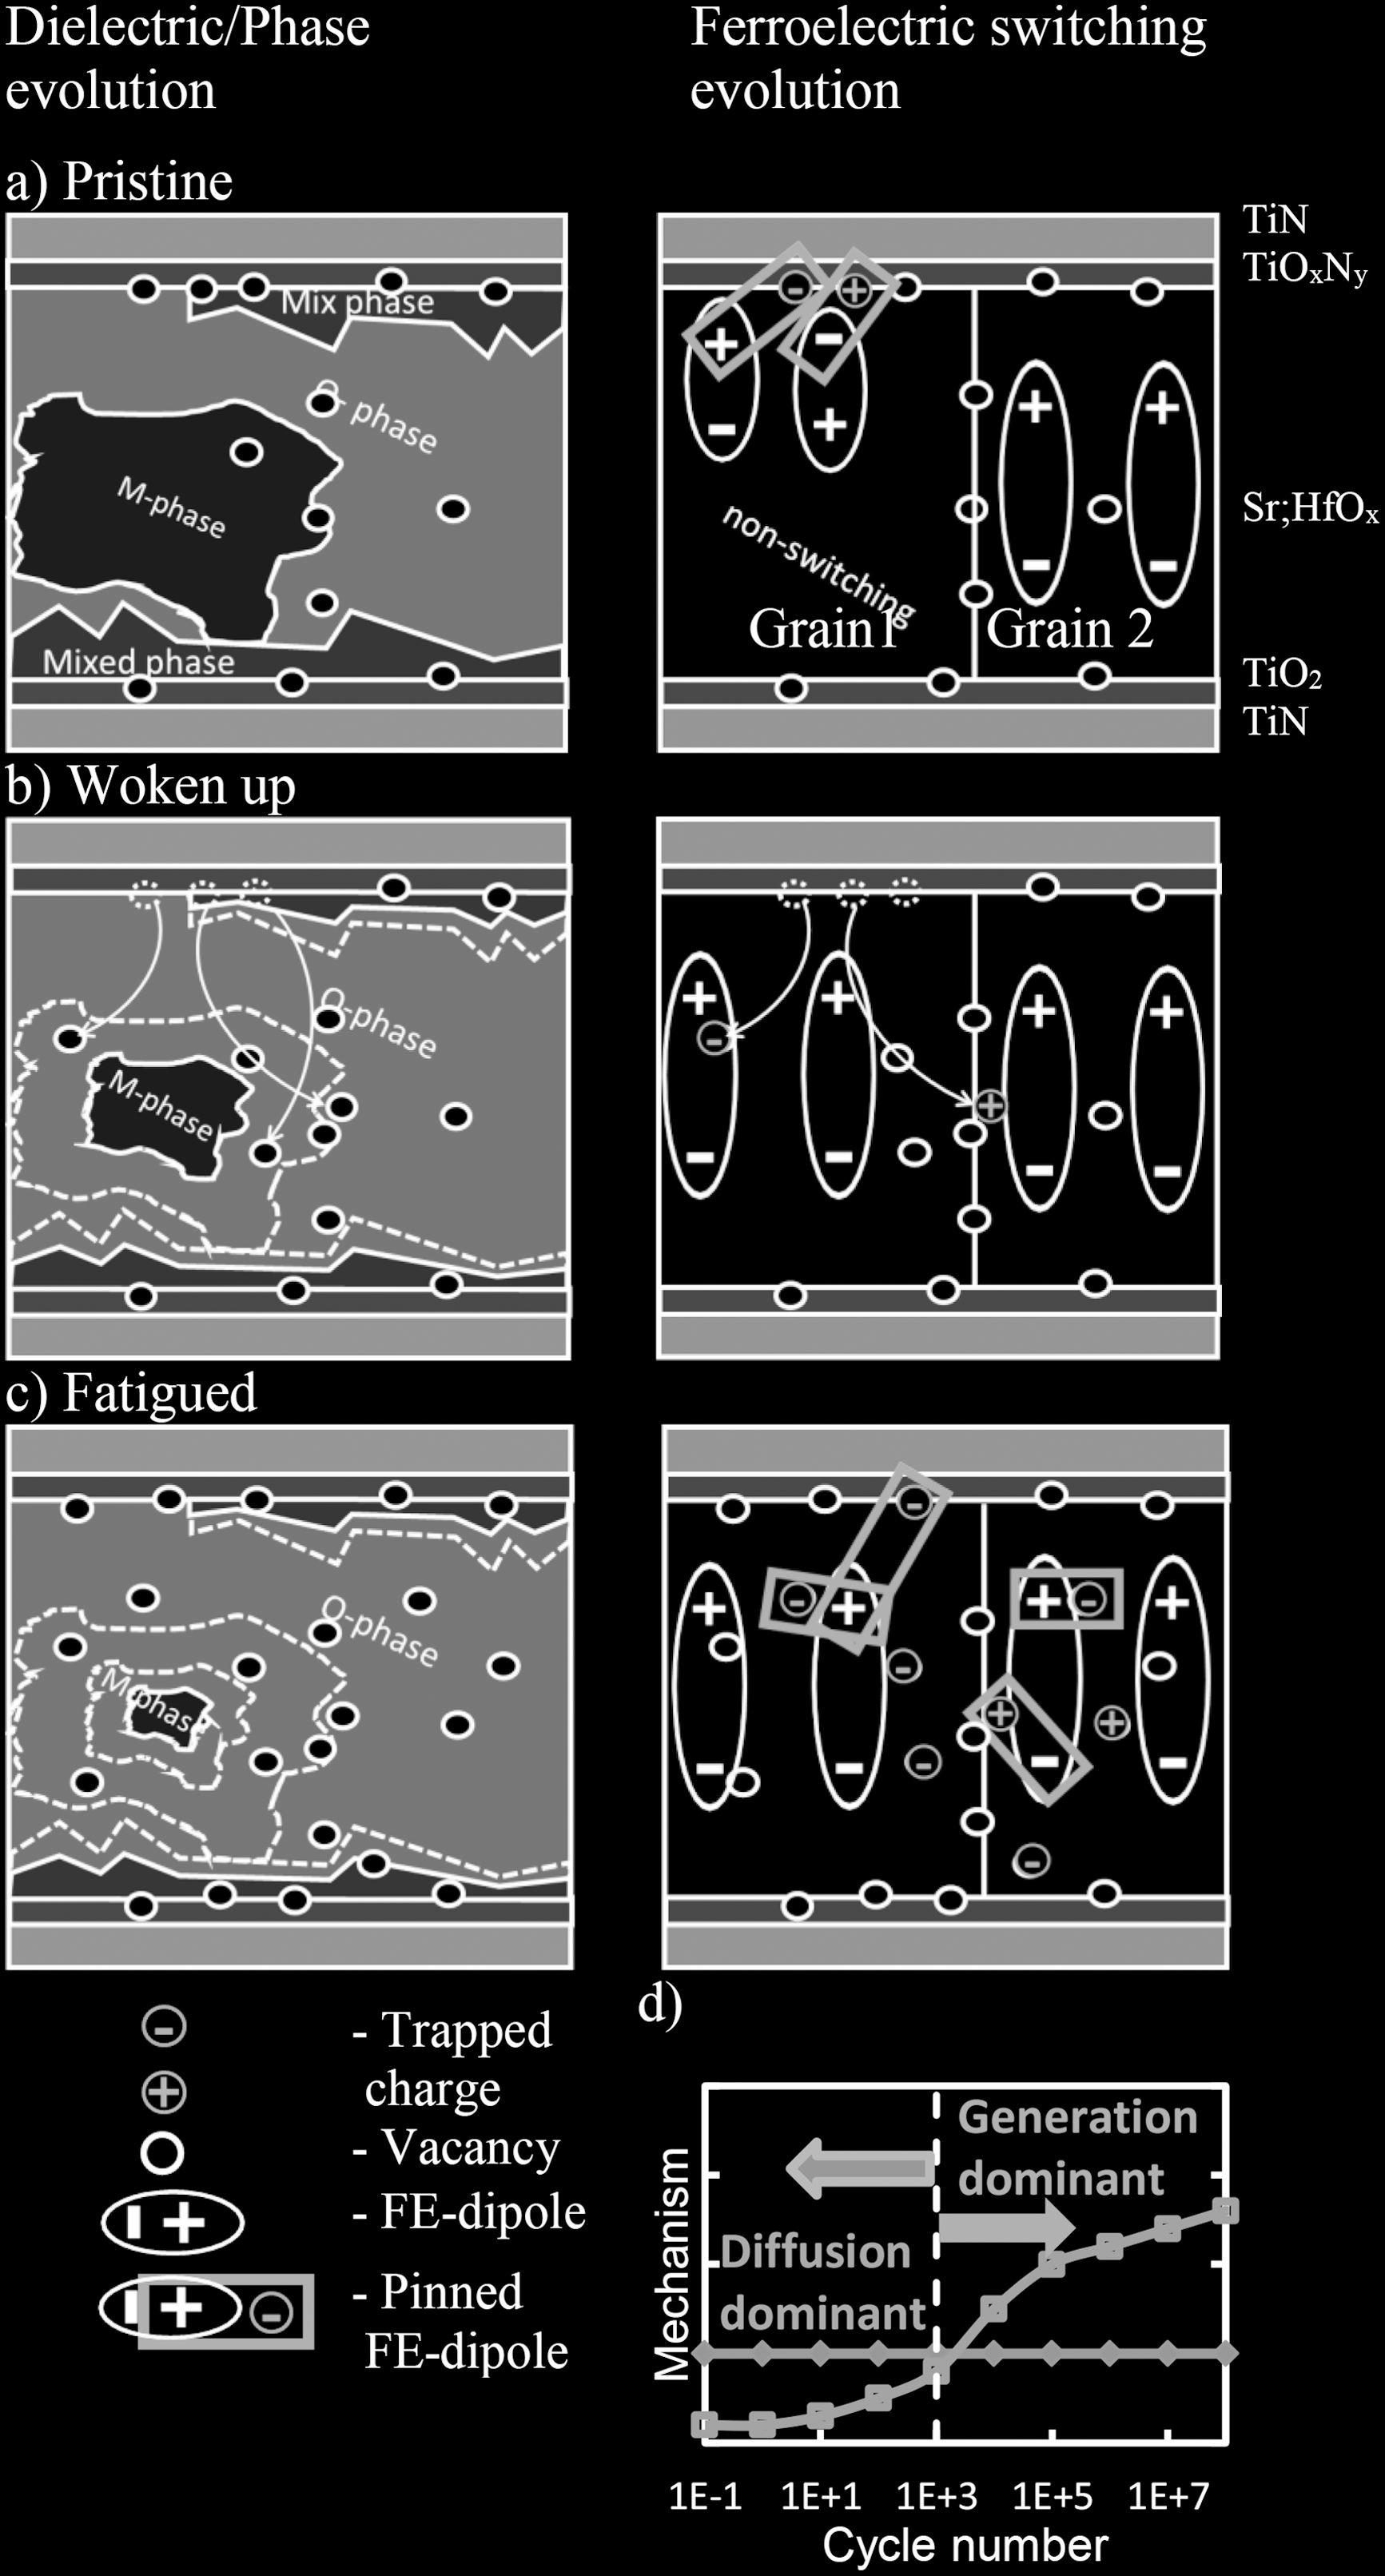 Dielectric/Phase
evolution
Ferroelectric switching
evolution
a) Pristine
Mix phase
O- phase
M-phase
Mixed phase
non-switching
Grain1
Grain 2
TiN
TiOxNy
Sr;HfOx
TiO2
TiN
b) Woken up
O-phase
M-phase
c) Fatigued
O-phase
M-phase
- Trapped
charge
- Vacancy
- FE-dipole
- Pinned
FE-dipole
d)
Mechanism
Generation
dominant
Diffusion
dominant
1E-1 1E+1 1E+3 1E+5 1E+7
Cycle number